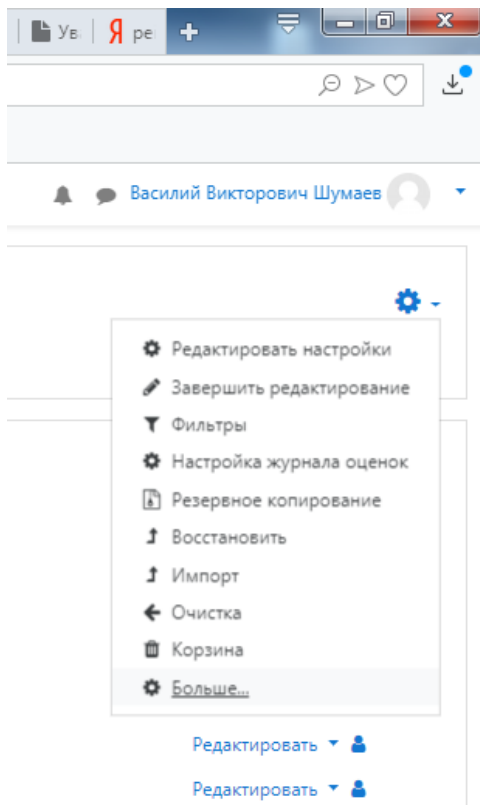 Ув
Я ре
Василий Викторович Шумаев
Редактировать настройки
Завершить редактирование
Фильтры
Настройка журнала оценок
Резервное копирование
Восстановить
Импорт
Очистка
Корзина
Больше...
Редактировать
Редактировать